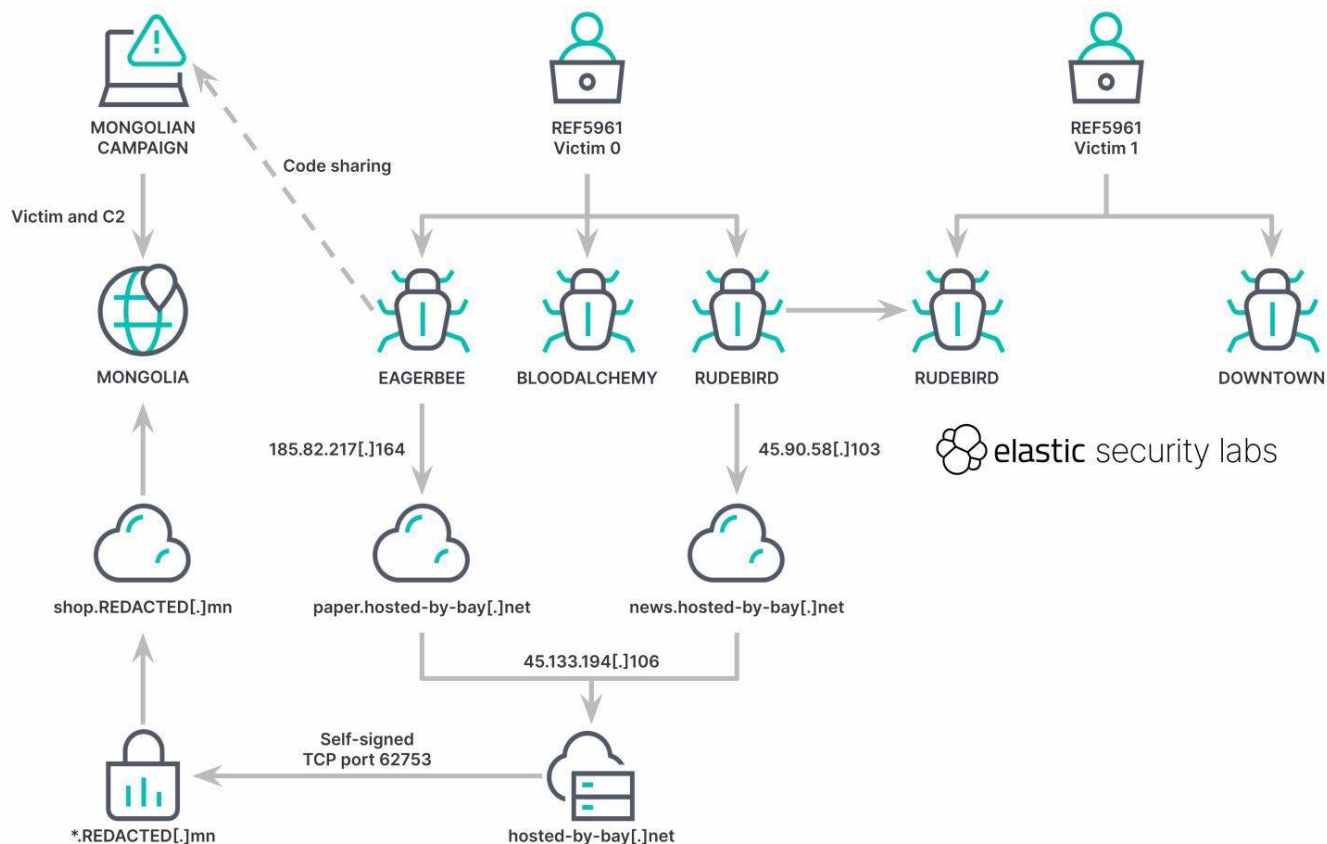 MONGOLIAN
CAMPAIGN
REF5961
Victim 0
REF5961
Victim 1
Code sharing
Victim and C2
MONGOLIA
EAGERBEE
BLOODALCHEMY
RUDEBIRD
RUDEBIRD
DOWNTOWN
185.82.217[.]164
45.90.58[.]103
elastic security labs
shop.REDACTED[.]mn
paper.hosted-by-bay[.]net
news.hosted-by-bay[.]net
45.133.194[.]106
Self-signed
TCP port 62753
*.REDACTED[.]mn
hosted-by-bay[.]net